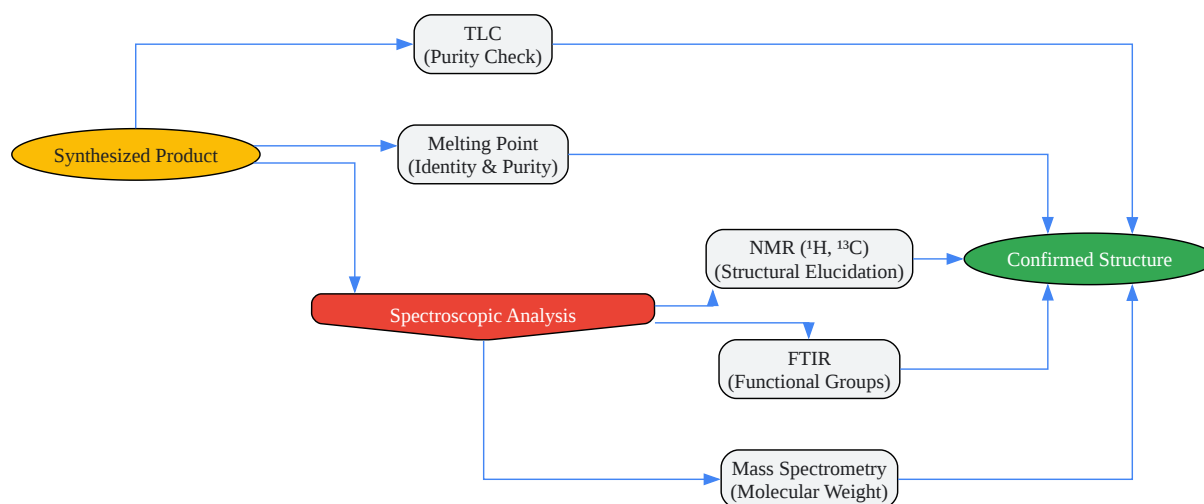 TLC
(Purity Check)
Synthesized Product
Melting Point
(Identity & Purity)
NMR (¹H, ¹³C)
(Structural Elucidation)
Confirmed Structure
Spectroscopic Analysis
FTIR
(Functional Groups)
Mass Spectrometry
(Molecular Weight)